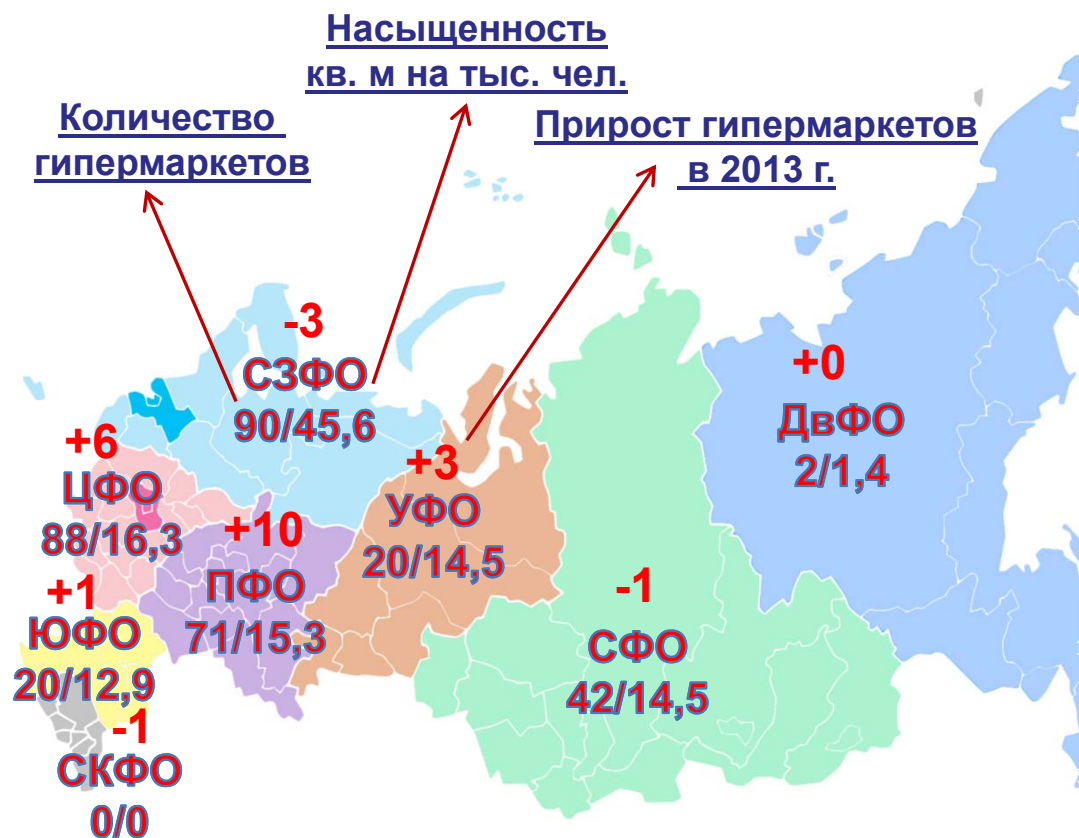 Насыщенность
кв. м на тыс. чел.
Количество
гипермаркетов
Прирост гипермаркетов
в 2013 г.
-3
СЗФО
90/45,6
+0
ДвФО
2/1,4
+6
ЦФО
88/16,3
+3
УФО
20/14,5
+10
ПФО
71/15,3
-1
СФО
42/14,5
+1
ЮФО
20/12,9
-1
СКФО
0/0